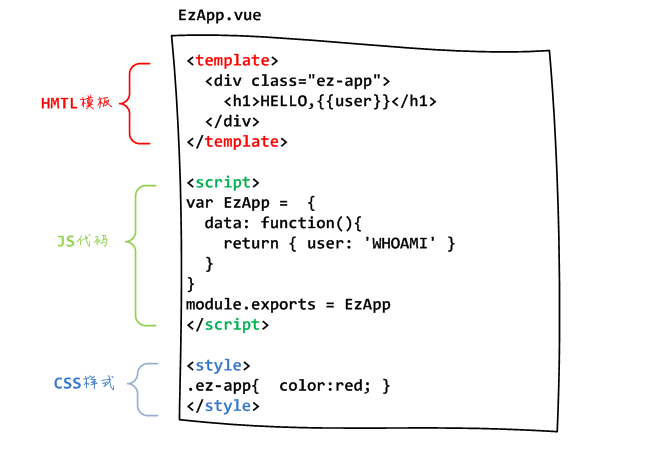 EzApp.vue
<template>
<div class="ez-app">
<h1>HELLO,{{user}}</h1>
</div>
</template>
HMTL模板
<script>
var EzApp =  {
data: function(){
return { user: 'WHOAMI' }
}
}
module.exports = EzApp
</script>
JS代码
<style>
.ez-app{  color:red; }
</style>
CSS样式